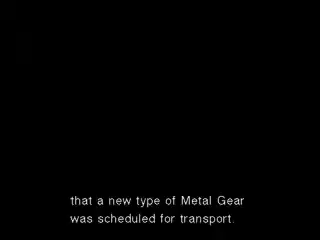 that a new type of Metal Gear
was scheduled for transport.